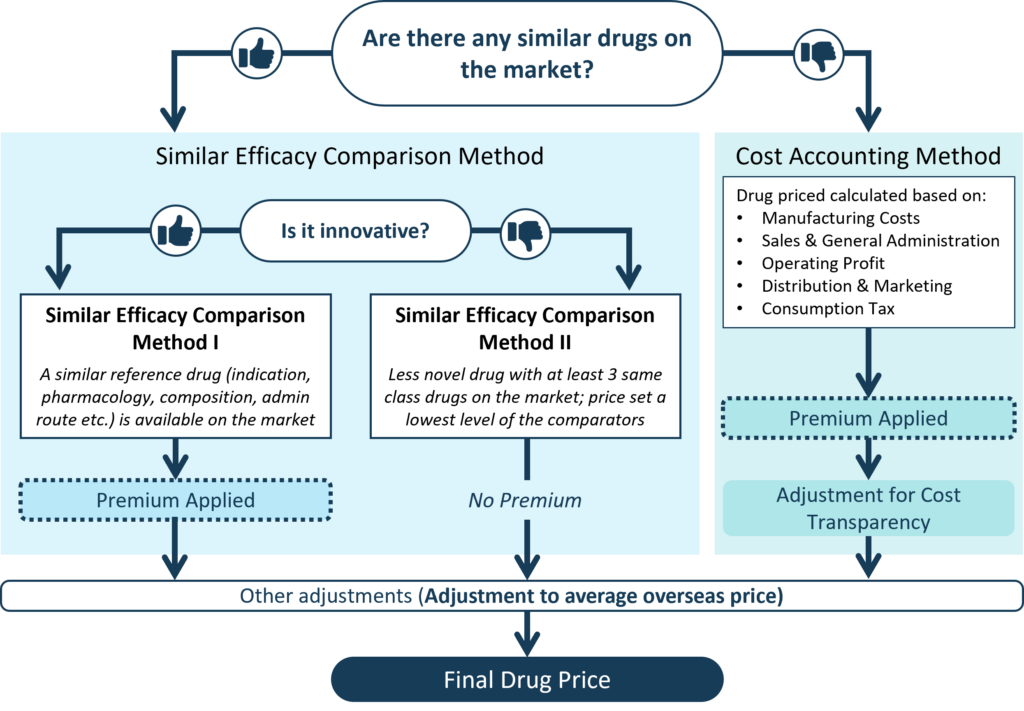 Are there any similar drugs on
the market?
Similar Efficacy Comparison Method
Is it innovative?
Similar Efficacy Comparison
Method I
A similar reference drug (indication,
pharmacology, composition, admin
route etc.) is available on the market
Premium Applied
Similar Efficacy Comparison
Method II
Less novel drug with at least 3 same
class drugs on the market; price set a
lowest level of the comparators
No Premium
Cost Accounting Method
Drug priced calculated based on:
• Manufacturing Costs
• Sales & General Administration
• Operating Profit
• Distribution & Marketing
• Consumption Tax
Premium Applied
Adjustment for Cost
Transparency
Other adjustments (Adjustment to average overseas price)
Final Drug Price